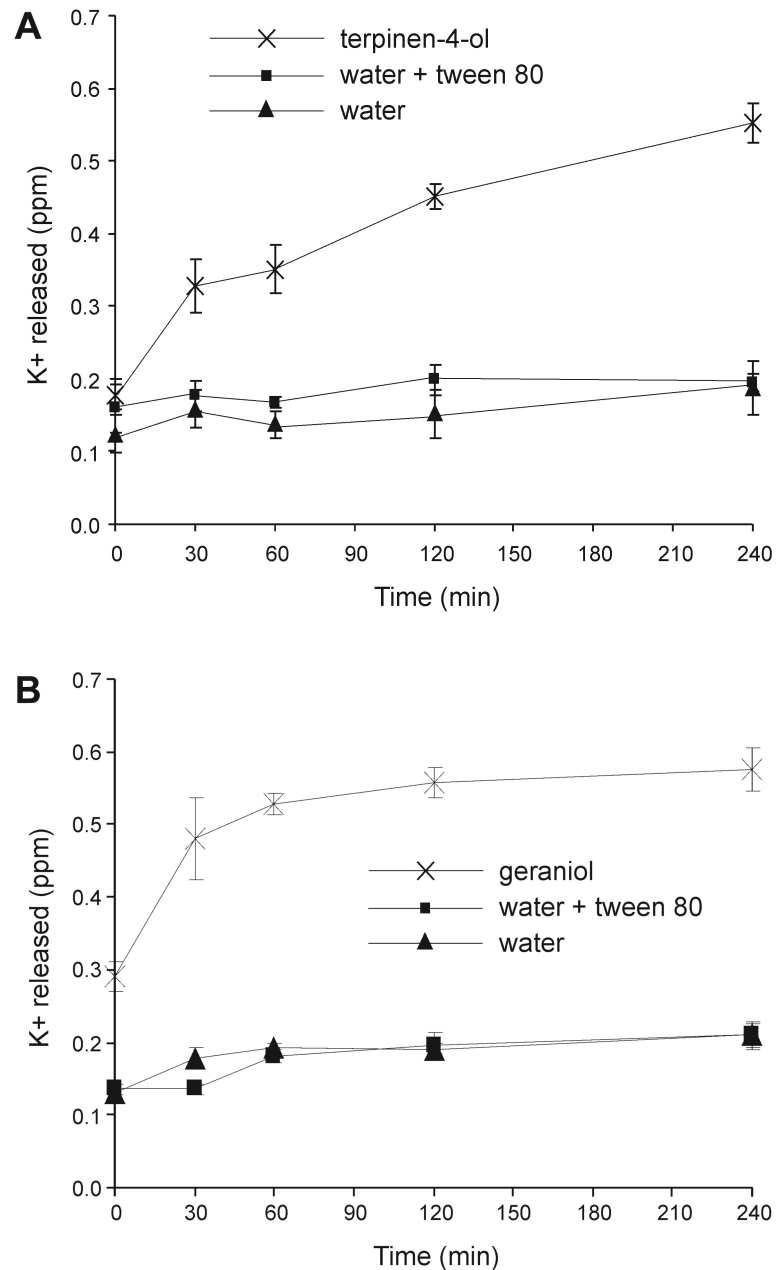 A
0.7
terpinen-4-ol
water + tween 80
water
0.6
0.5
0.4
0.3
0.2
0.1
0.0
K+ released (ppm)
0 30 60 90 120 150 180 210 240
Time (min)
B
0.7
0.6
0.5
0.4
0.3
0.2
0.1
0.0
K+ released (ppm)
geraniol
water + tween 80
water
0 30 60 90 120 150 180 210 240
Time (min)